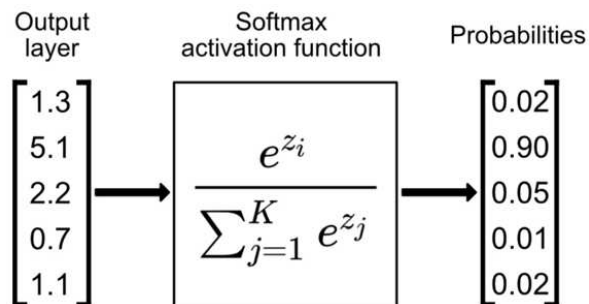 Output
layer
Softmax
activation function
Probabilities
1.3
5.1
2.2
0.7
1.1
e^{z_i}
∑_{j=1}^{K} e^{z_j}
0.02
0.90
0.05
0.01
0.02